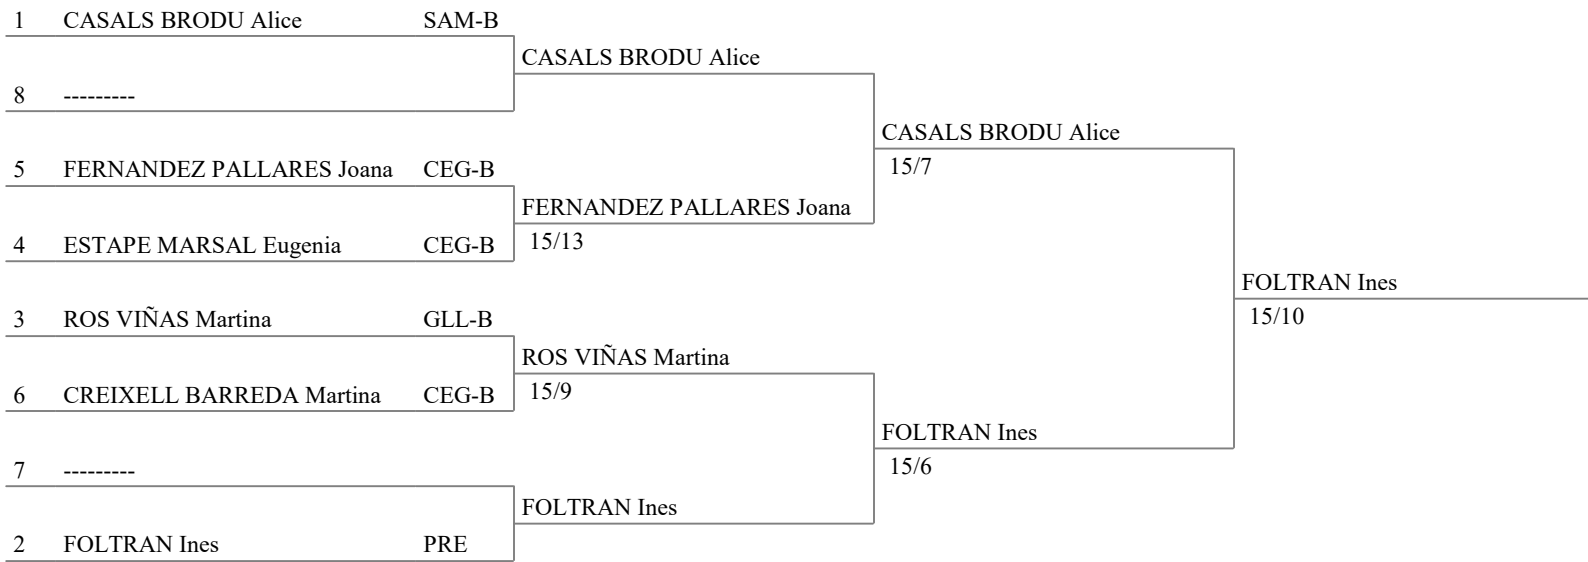 1 CASALS BRODU Alice SAM-B
CASALS BRODU Alice
8 ---------
CASALS BRODU Alice
15/7
5 FERNANDEZ PALLARES Joana CEG-B
FERNANDEZ PALLARES Joana
15/13
4 ESTAPE MARSAL Eugenia CEG-B
FOLTRAN Ines
15/10
3 ROS VIÑAS Martina GLL-B
ROS VIÑAS Martina
15/9
6 CREIXELL BARREDA Martina CEG-B
FOLTRAN Ines
15/6
7 ---------
FOLTRAN Ines
2 FOLTRAN Ines PRE